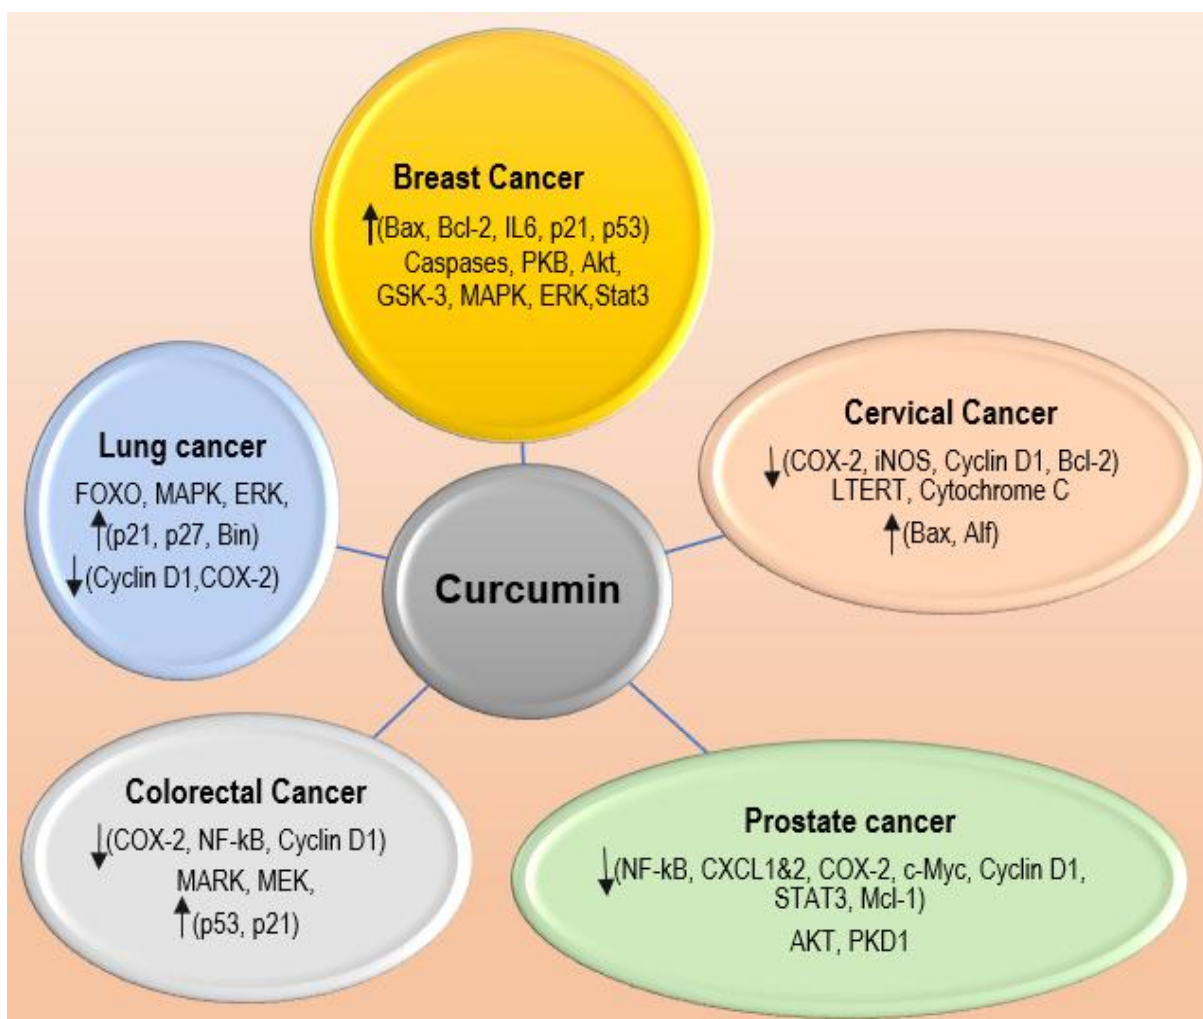 Breast Cancer
↑(Bax, Bcl-2, IL6, p21, p53)
Caspases, PKB, Akt,
GSK-3, MAPK, ERK,Stat3
Lung cancer
FOXO, MAPK, ERK,
↑(p21, p27, Bin)
↓(Cyclin D1,COX-2)
Cervical Cancer
↓(COX-2, iNOS, Cyclin D1, Bcl-2)
LTERT, Cytochrome C
↑(Bax, Alf)
Curcumin
Colorectal Cancer
↓(COX-2, NF-kB, Cyclin D1)
MARK, MEK,
↑(p53, p21)
Prostate cancer
↓(NF-kB, CXCL1&2, COX-2, c-Myc, Cyclin D1,
STAT3, Mcl-1)
AKT, PKD1